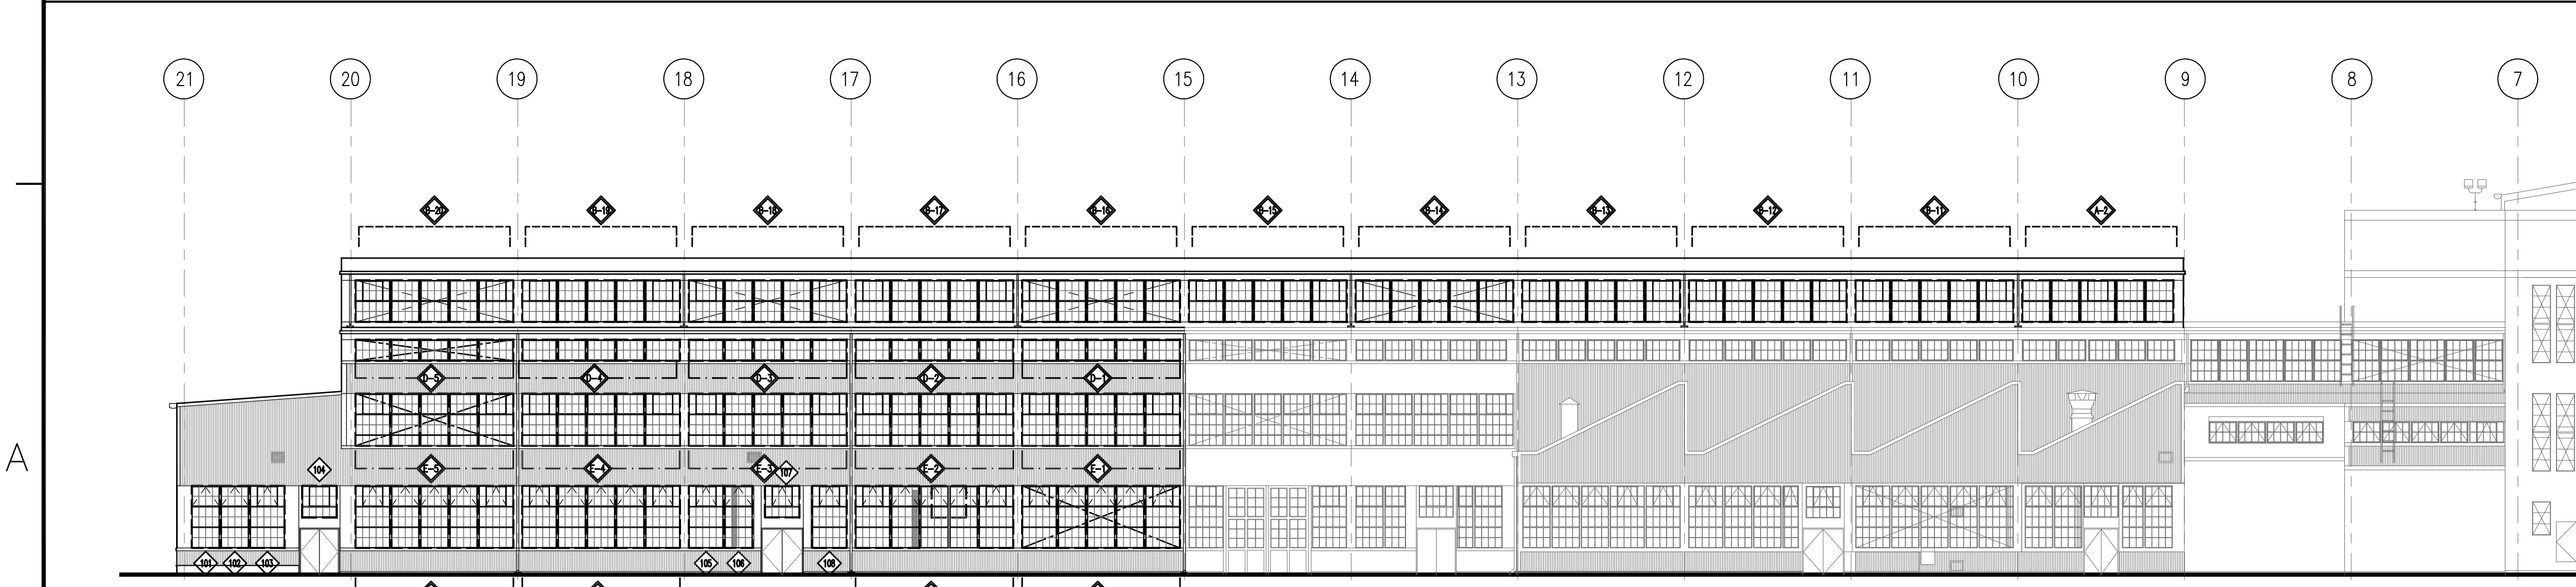 21 20 19 18 17 16 15 14 13 12 11 10 9 8 7
B-20 B-19 B-18 B-17 B-16 B-15 B-14 B-13 B-12 B-11 A-2
D-5 D-4 D-3 D-2 D-1
A
104 E-5 E-4 E-3 107 E-2 E-1
101 102 103 105 106 108